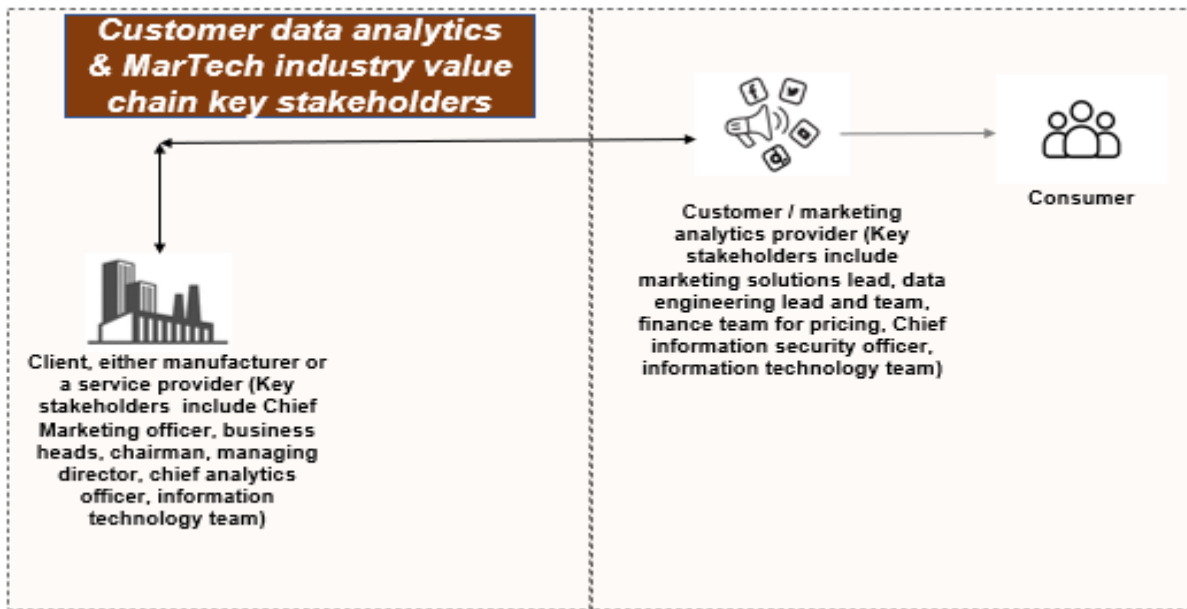 Customer data analytics
& MarTech industry value
chain key stakeholders
Consumer
Customer / marketing
analytics provider (Key
stakeholders include
marketing solutions lead, data
engineering lead and team,
finance team for pricing, Chief
information security officer,
information technology team)
Client, either manufacturer or
a service provider (Key
stakeholders include Chief
Marketing officer, business
heads, chairman, managing
director, chief analytics
officer, information
technology team)